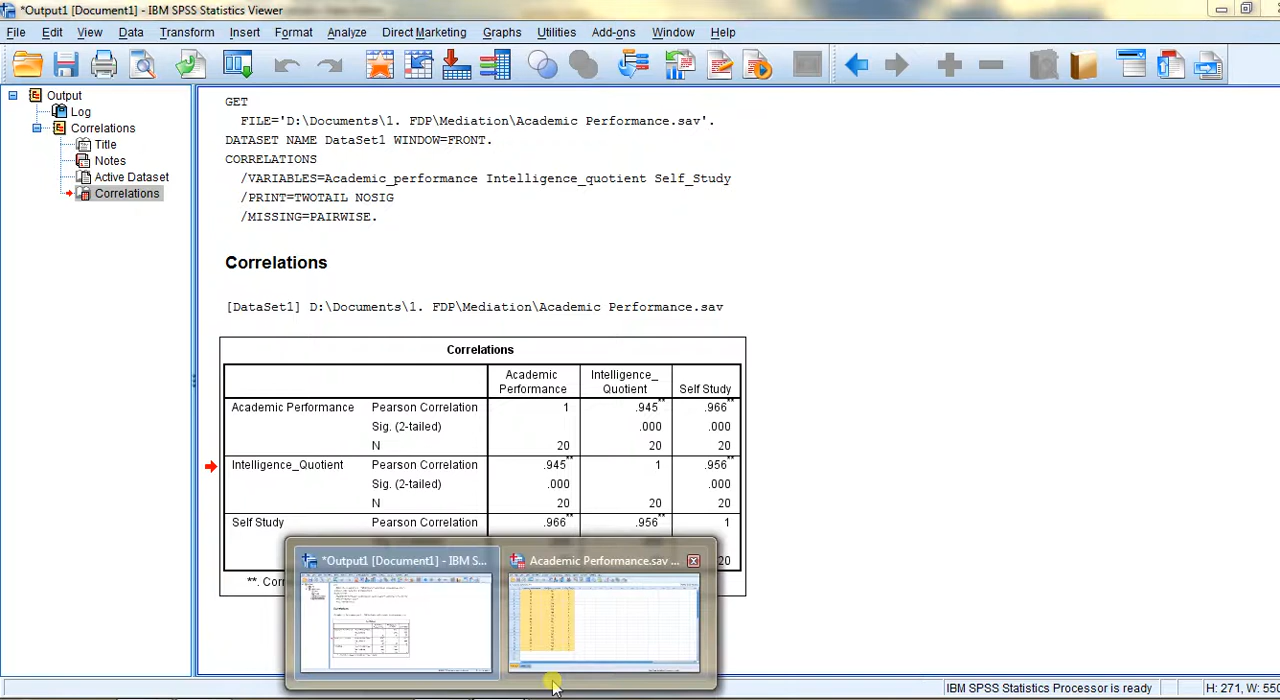 *Output1 [Document1] - IBM SPSS Statistics Viewer
File Edit View Data Transform Insert Format Analyze Direct Marketing Graphs Utilities Add-ons Window Help
Output
Log
Correlations
Title
Notes
Active Dataset
Correlations
GET
FILE='D:\Documents\1. FDP\Mediation\Academic Performance.sav'.
DATASET NAME DataSet1 WINDOW=FRONT.
CORRELATIONS
/VARIABLES=Academic_performance Intelligence_quotient Self_Study
/PRINT=TWOTAIL NOSIG
/MISSING=PAIRWISE.
Correlations
[DataSet1] D:\Documents\1. FDP\Mediation\Academic Performance.sav
Correlations
Academic Performance Intelligence_ Quotient Self Study
Academic Performance Pearson Correlation 1 .945** .966**
Sig. (2-tailed) .000 .000
N 20 20 20
Intelligence_Quotient Pearson Correlation .945** 1 .956**
Sig. (2-tailed) .000 .000
N 20 20 20
Self Study Pearson Correlation .966** .956** 1
20
**.
*Output1 [Document1] - IBM S...
Academic Performance.sav ...
IBM SPSS Statistics Processor is ready
H: 271, W: 550